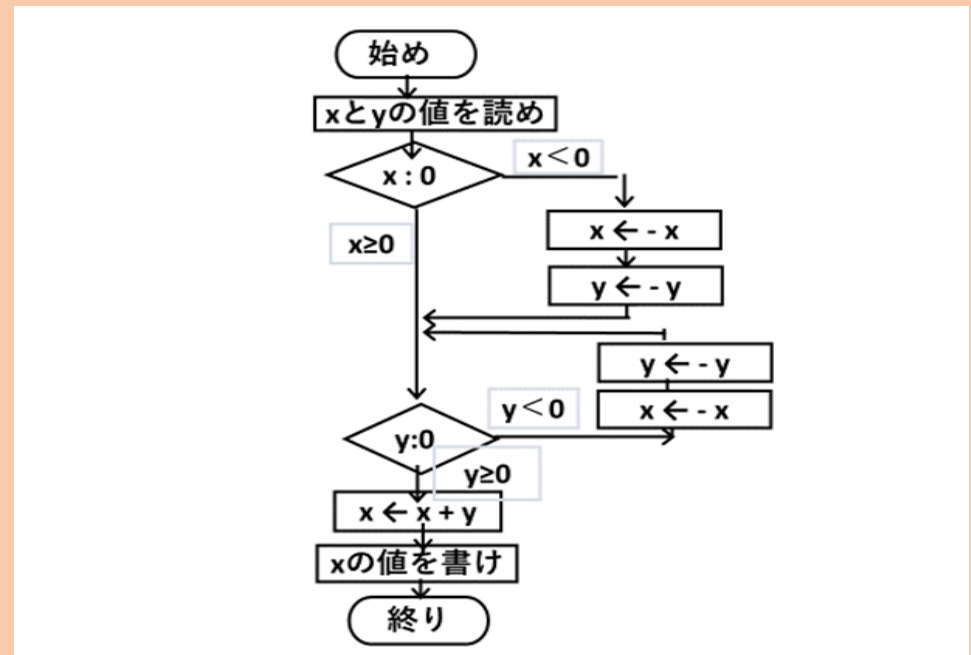 始め
xとyの値を読め
x : 0
x＜0
x≥0
x ← - x
y ← - y
y ← - y
x ← - x
y＜0
y:0
y≥0
x ← x + y
xの値を書け
終り